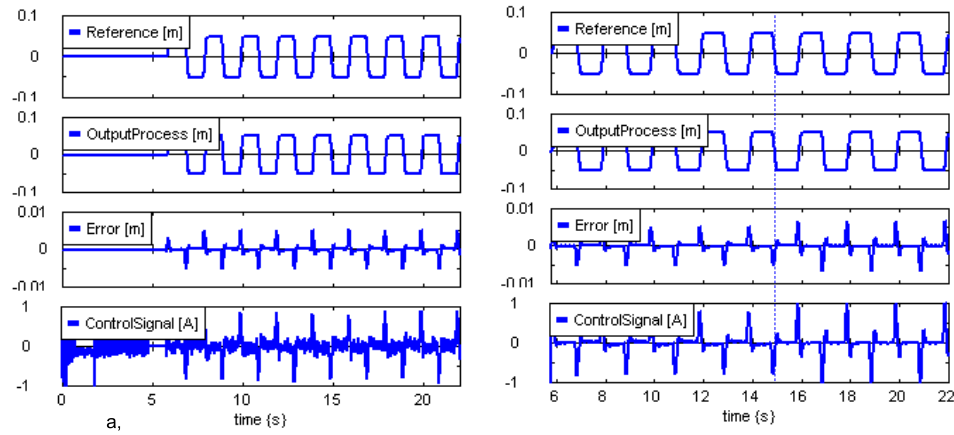 0.1
Reference [m]
0
-0.1
OutputProcess [m]
0
-0.1
0.01
Error [m]
0
-0.01
1
ControlSignal [A]
0
-1
0 5 10 15 20
time {s}
a,
0.1
Reference [m]
0
-0.1
0.1
OutputProcess [m]
0
-0.1
0.01
Error [m]
0
-0.01
1
ControlSignal [A]
0
-1
6 8 10 12 14 16 18 20 22
time {s}